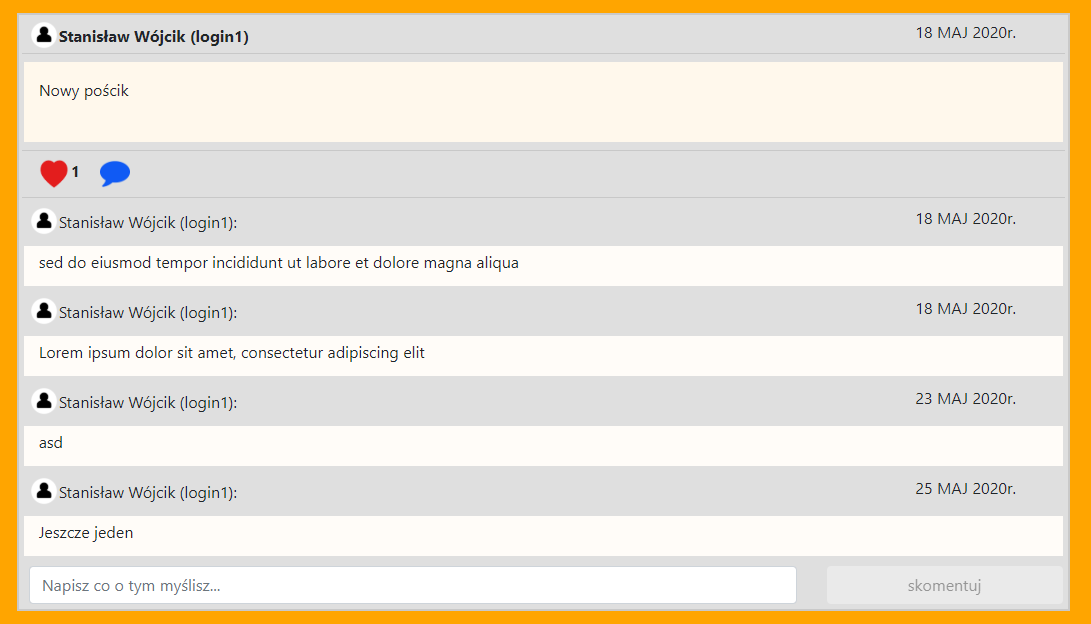 Stanisław Wójcik (login1) 18 MAJ 2020r.
Nowy pościk
1
Stanisław Wójcik (login1): 18 MAJ 2020r.
sed do eiusmod tempor incididunt ut labore et dolore magna aliqua
Stanisław Wójcik (login1): 18 MAJ 2020r.
Lorem ipsum dolor sit amet, consectetur adipiscing elit
Stanisław Wójcik (login1): 23 MAJ 2020r.
asd
Stanisław Wójcik (login1): 25 MAJ 2020r.
Jeszcze jeden
Napisz co o tym myślisz... skomentuj